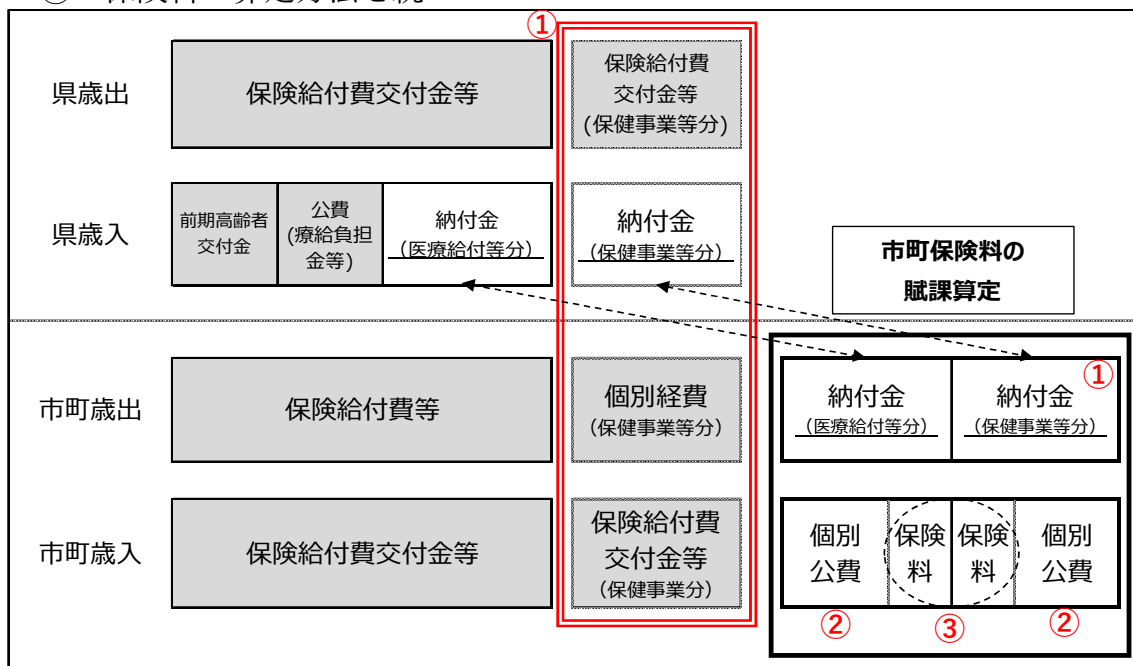 ①
県歳出
保険給付費交付金等
保険給付費
交付金等
(保健事業等分)
県歳入
前期高齢者
交付金
公費
(療給負担
金等)
納付金
(医療給付等分)
納付金
(保健事業等分)
市町保険料の
賦課算定
市町歳出
保険給付費等
個別経費
(保健事業等分)
納付金
(医療給付等分)
納付金
(保健事業等分)
①
市町歳入
保険給付費交付金等
保険給付費
交付金等
(保健事業分)
個別
公費
保険
料
保険
料
個別
公費
②
③
②